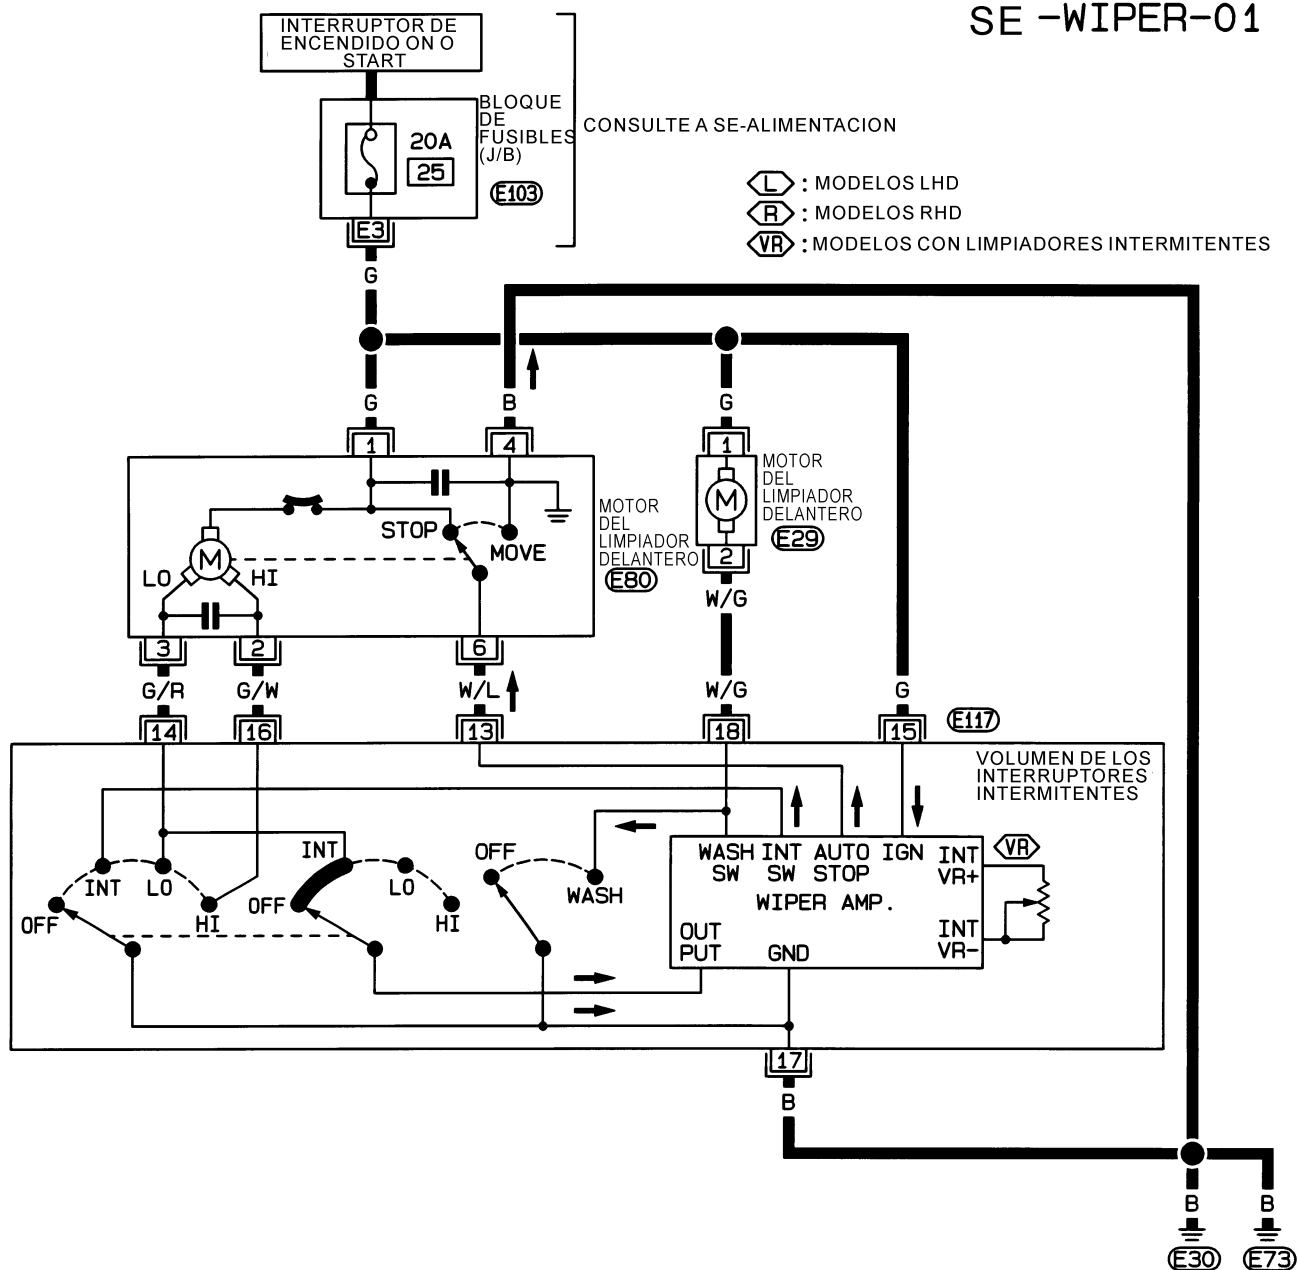 SE -WIPER-01
INTERRUPTOR DE
ENCENDIDO ON O
START
BLOQUE
DE
FUSIBLES
(J/B)
20A
25
E103
E3
CONSULTE A SE-ALIMENTACION
L : MODELOS LHD
R : MODELOS RHD
VR : MODELOS CON LIMPIADORES INTERMITENTES
G
G
B
G
1
4
1
MOTOR
DEL
LIMPIADOR
DELANTERO
E29
M
2
STOP
MOVE
MOTOR
DEL
LIMPIADOR
DELANTERO
E80
M
LO
HI
3
2
6
W/G
G/R
G/W
W/L
W/G
G
14
16
13
18
15
E117
VOLUMEN DE LOS
INTERRUPTORES
INTERMITENTES
INT
LO
OFF
HI
INT
LO
OFF
HI
OFF
WASH
WASH
SW
INT
SW
AUTO
STOP
IGN
INT
VR+
VR
WIPER AMP.
OUT
PUT
GND
INT
VR-
17
B
B
B
E30
E73